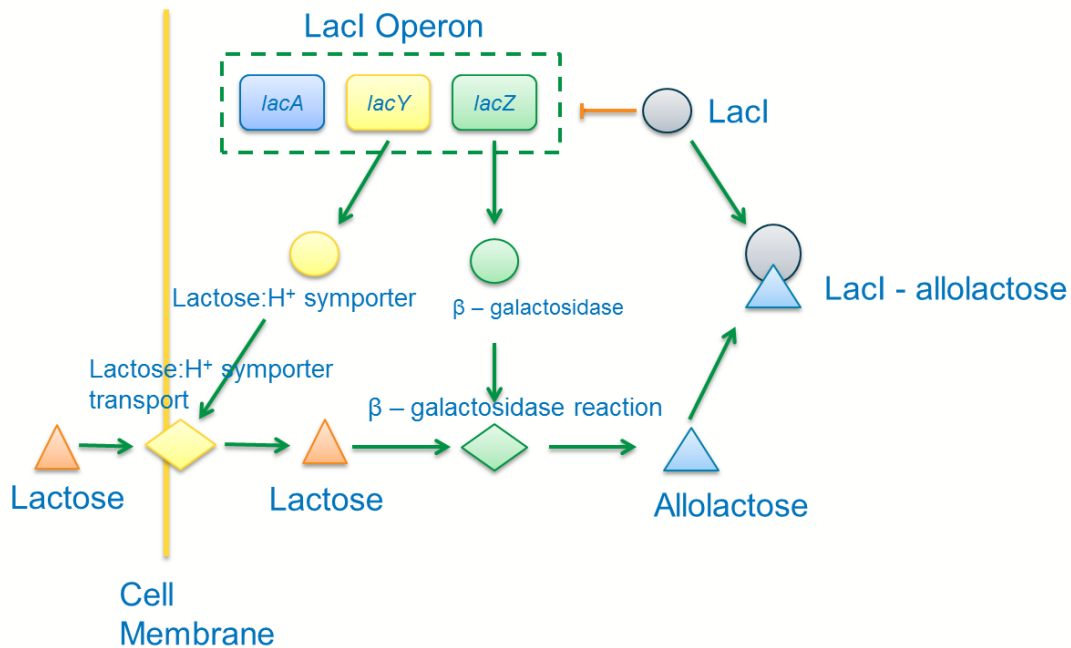 LacI Operon
lacA
lacY
lacZ
LacI
Lactose:H⁺ symporter
β – galactosidase
LacI - allolactose
Lactose:H⁺ symporter
transport
β – galactosidase reaction
Lactose
Lactose
Allolactose
Cell
Membrane